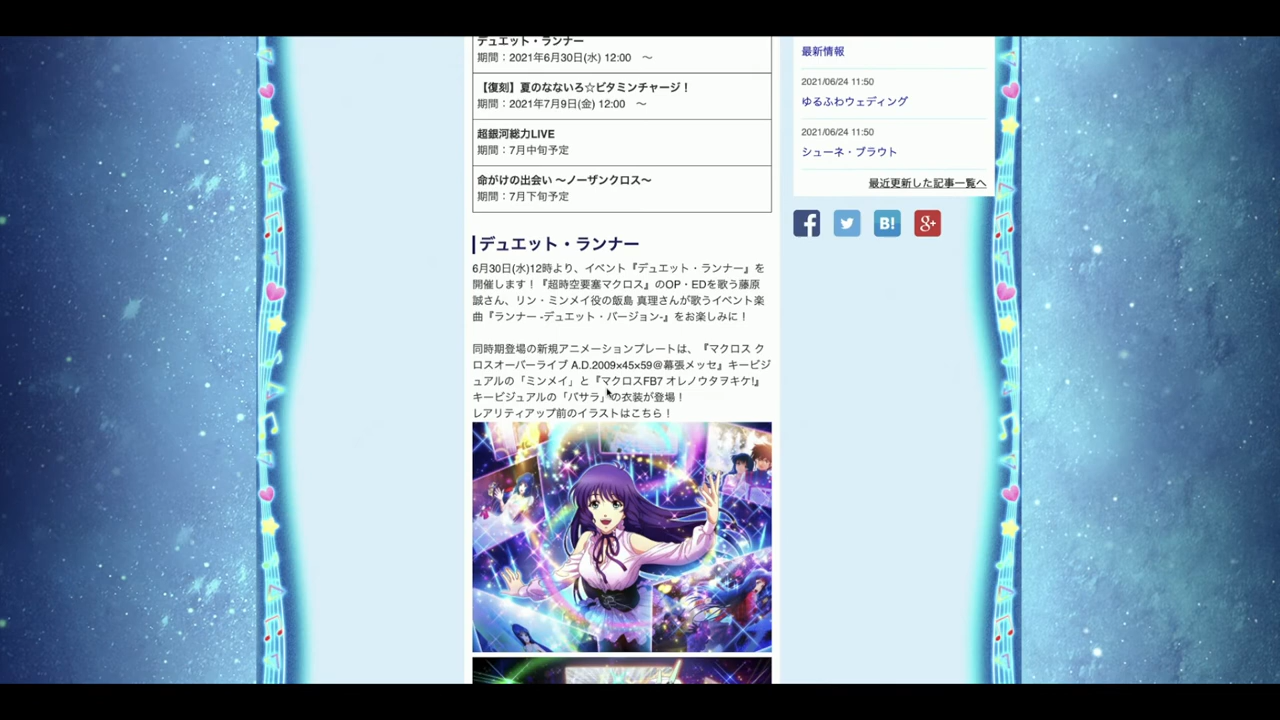 デュエット・ランナー
期間：2021年6月30日(水) 12:00　～
【復刻】夏のなないろ☆ビタミンチャージ！
期間：2021年7月9日(金) 12:00　～
超銀河総力LIVE
期間：7月中旬予定
命がけの出会い ～ノーザンクロス～
期間：7月下旬予定
デュエット・ランナー
6月30日(水)12時より、イベント『デュエット・ランナー』を
開催します！『超時空要塞マクロス』のOP・EDを歌う藤原
誠さん、リン・ミンメイ役の飯島 真理さんが歌うイベント楽
曲『ランナー -デュエット・バージョン-』をお楽しみに！
同時期登場の新規アニメーションプレートは、『マクロス ク
ロスオーバーライブ A.D.2009×45×59＠幕張メッセ』キービジ
ュアルの「ミンメイ」と『マクロスFB7 オレノウタヲキケ!』
キービジュアルの「バサラ」の衣装が登場！
レアリティアップ前のイラストはこちら！
最新情報
2021/06/24 11:50
ゆるふわウェディング
2021/06/24 11:50
シューネ・ブラウト
最近更新した記事一覧へ
f
B!
g+